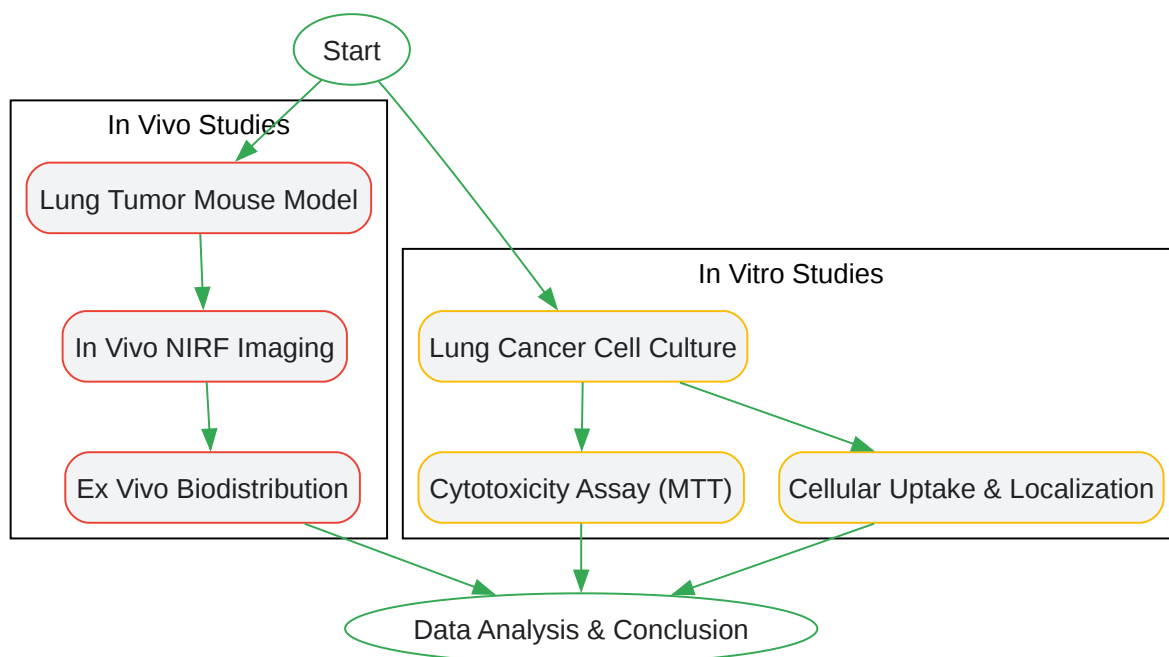 Start
In Vivo Studies
Lung Tumor Mouse Model
In Vitro Studies
In Vivo NIRF Imaging
Lung Cancer Cell Culture
Ex Vivo Biodistribution
Cytotoxicity Assay (MTT)
Cellular Uptake & Localization
Data Analysis & Conclusion